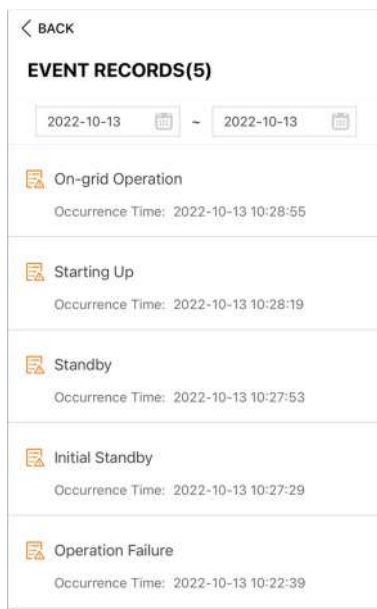 < BACK
EVENT RECORDS(5)
2022-10-13 ~ 2022-10-13
On-grid Operation
Occurrence Time: 2022-10-13 10:28:55
Starting Up
Occurrence Time: 2022-10-13 10:28:19
Standby
Occurrence Time: 2022-10-13 10:27:53
Initial Standby
Occurrence Time: 2022-10-13 10:27:29
Operation Failure
Occurrence Time: 2022-10-13 10:22:39